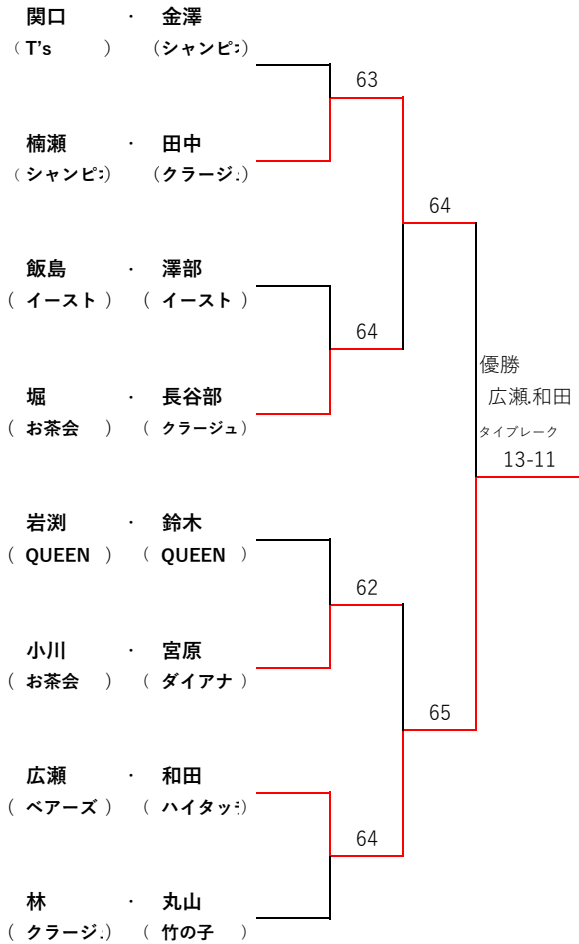 関口 ・ 金澤
( T's ) (シャンピオ)
63
楠瀬 ・ 田中
( シャンピオ) (クラージュ)
64
飯島 ・ 澤部
( イースト ) ( イースト )
64
優勝
堀 ・ 長谷部
広瀬.和田
( お茶会 ) ( クラージュ)
タイブレーク
13-11
岩渕 ・ 鈴木
( QUEEN ) ( QUEEN )
62
小川 ・ 宮原
( お茶会 ) ( ダイアナ )
65
広瀬 ・ 和田
( ベアーズ ) ( ハイタッチ)
64
林 ・ 丸山
( クラージュ) ( 竹の子 )